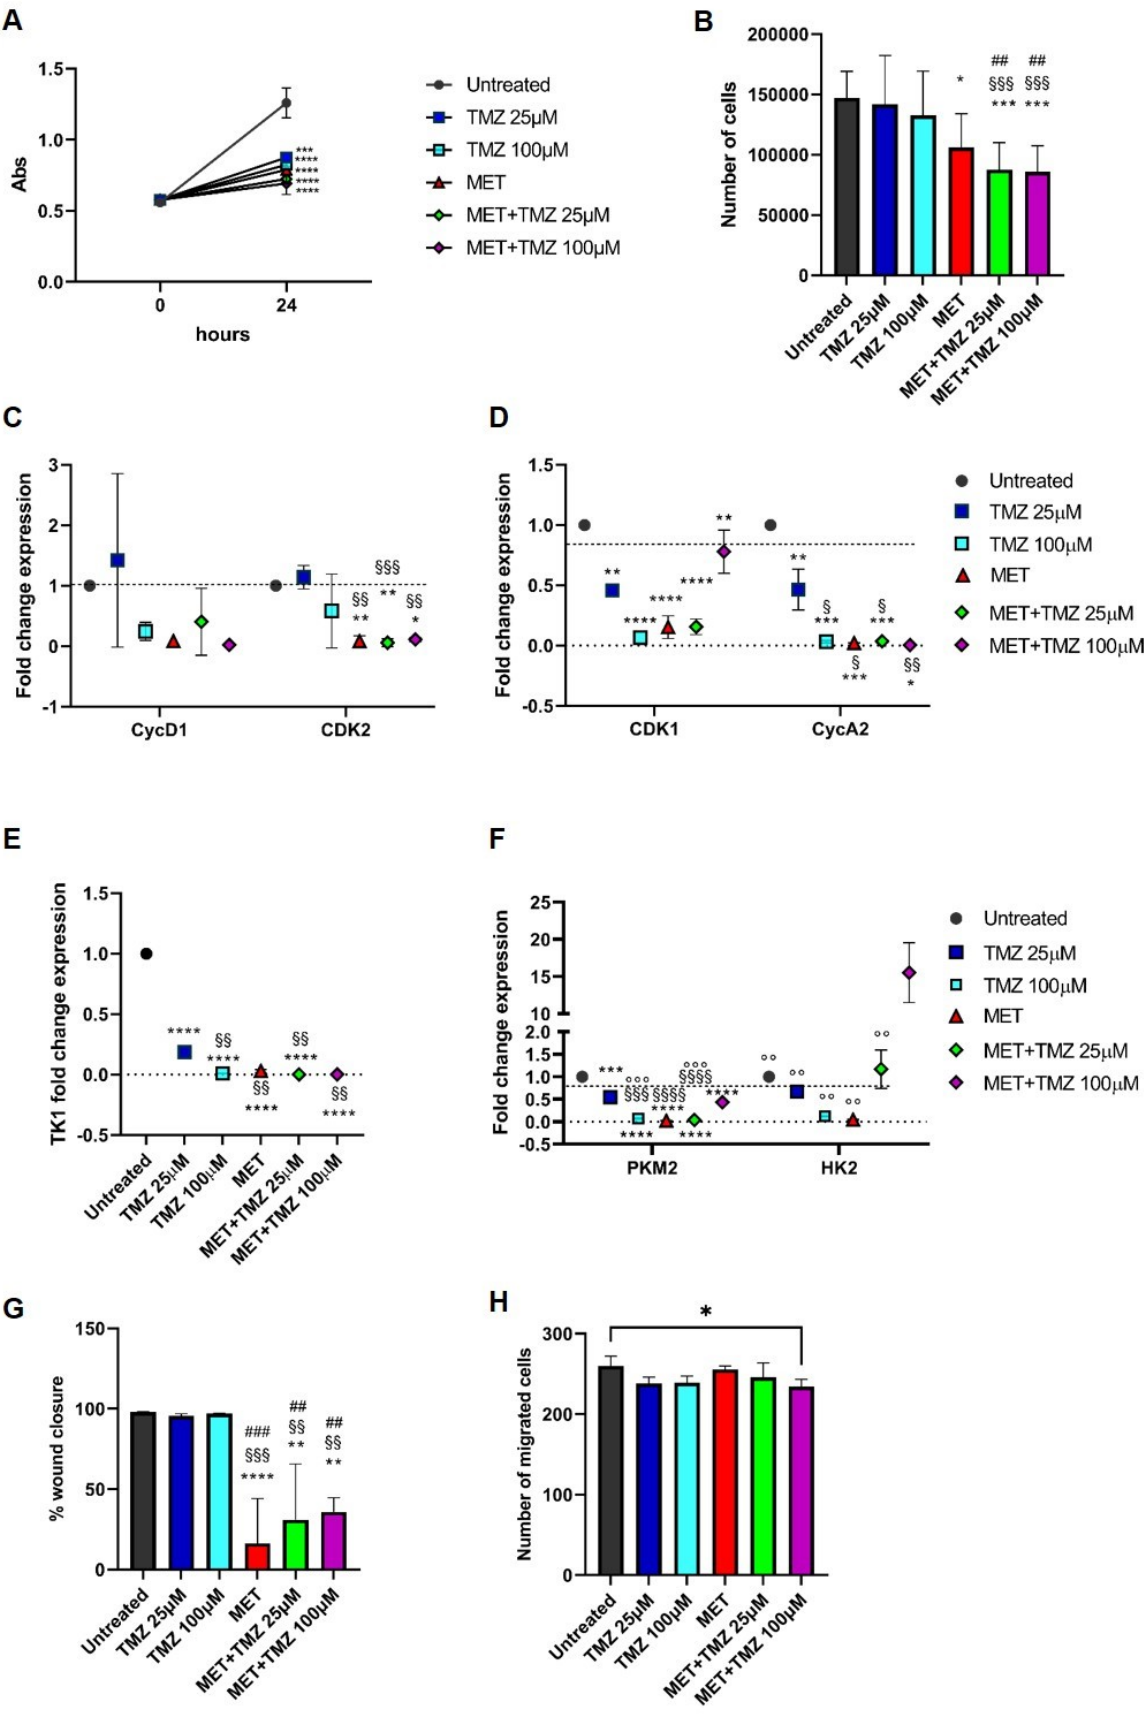 A
1.5
1.0
0.5
0.0
Abs
0
24
hours
***
****
****
****
****
Untreated
TMZ 25µM
TMZ 100µM
MET
MET+TMZ 25µM
MET+TMZ 100µM
B
200000
150000
100000
50000
0
Number of cells
*
##
§§§
***
##
§§§
***
Untreated
TMZ 25µM
TMZ 100µM
MET
MET+TMZ 25µM
MET+TMZ 100µM
C
3
2
1
0
-1
Fold change expression
§§
**
§§§
**
§§
*
CycD1
CDK2
D
1.5
1.0
0.5
0.0
-0.5
Fold change expression
**
****
****
****
**
**
§
***
§
***
§
***
§§
*
CDK1
CycA2
Untreated
TMZ 25µM
TMZ 100µM
MET
MET+TMZ 25µM
MET+TMZ 100µM
E
1.5
1.0
0.5
0.0
-0.5
TK1 fold change expression
****
§§
****
§§
****
§§
****
§§
****
Untreated
TMZ 25µM
TMZ 100µM
MET
MET+TMZ 25µM
MET+TMZ 100µM
F
25
20
15
10
2.0
1.5
1.0
0.5
0.0
-0.5
Fold change expression
***
°°°
§§§
****
§§§§
****
°°°
§§§§
****
****
°°
°°
°°
°°
°°
PKM2
HK2
Untreated
TMZ 25µM
TMZ 100µM
MET
MET+TMZ 25µM
MET+TMZ 100µM
G
150
100
50
0
% wound closure
###
§§§
****
##
§§
**
##
§§
**
Untreated
TMZ 25µM
TMZ 100µM
MET
MET+TMZ 25µM
MET+TMZ 100µM
H
300
200
100
0
Number of migrated cells
*
Untreated
TMZ 25µM
TMZ 100µM
MET
MET+TMZ 25µM
MET+TMZ 100µM